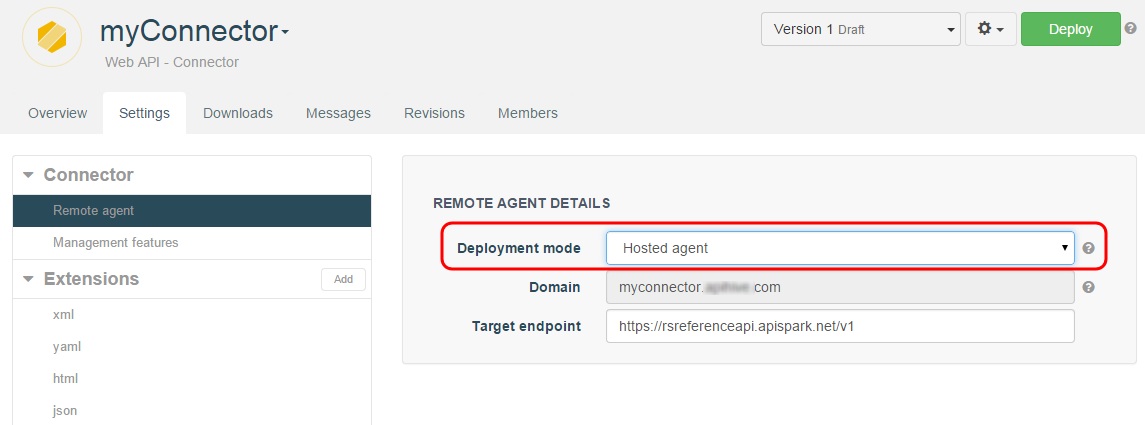 myConnector
Version 1 Draft
Deploy
Web API - Connector
Overview Settings Downloads Messages Revisions Members
Connector
Remote agent
Management features
Extensions
Add
xml
yaml
html
json
REMOTE AGENT DETAILS
Deployment mode Hosted agent
Domain myconnector. .com
Target endpoint https://rsreferenceapi.apispark.net/v1